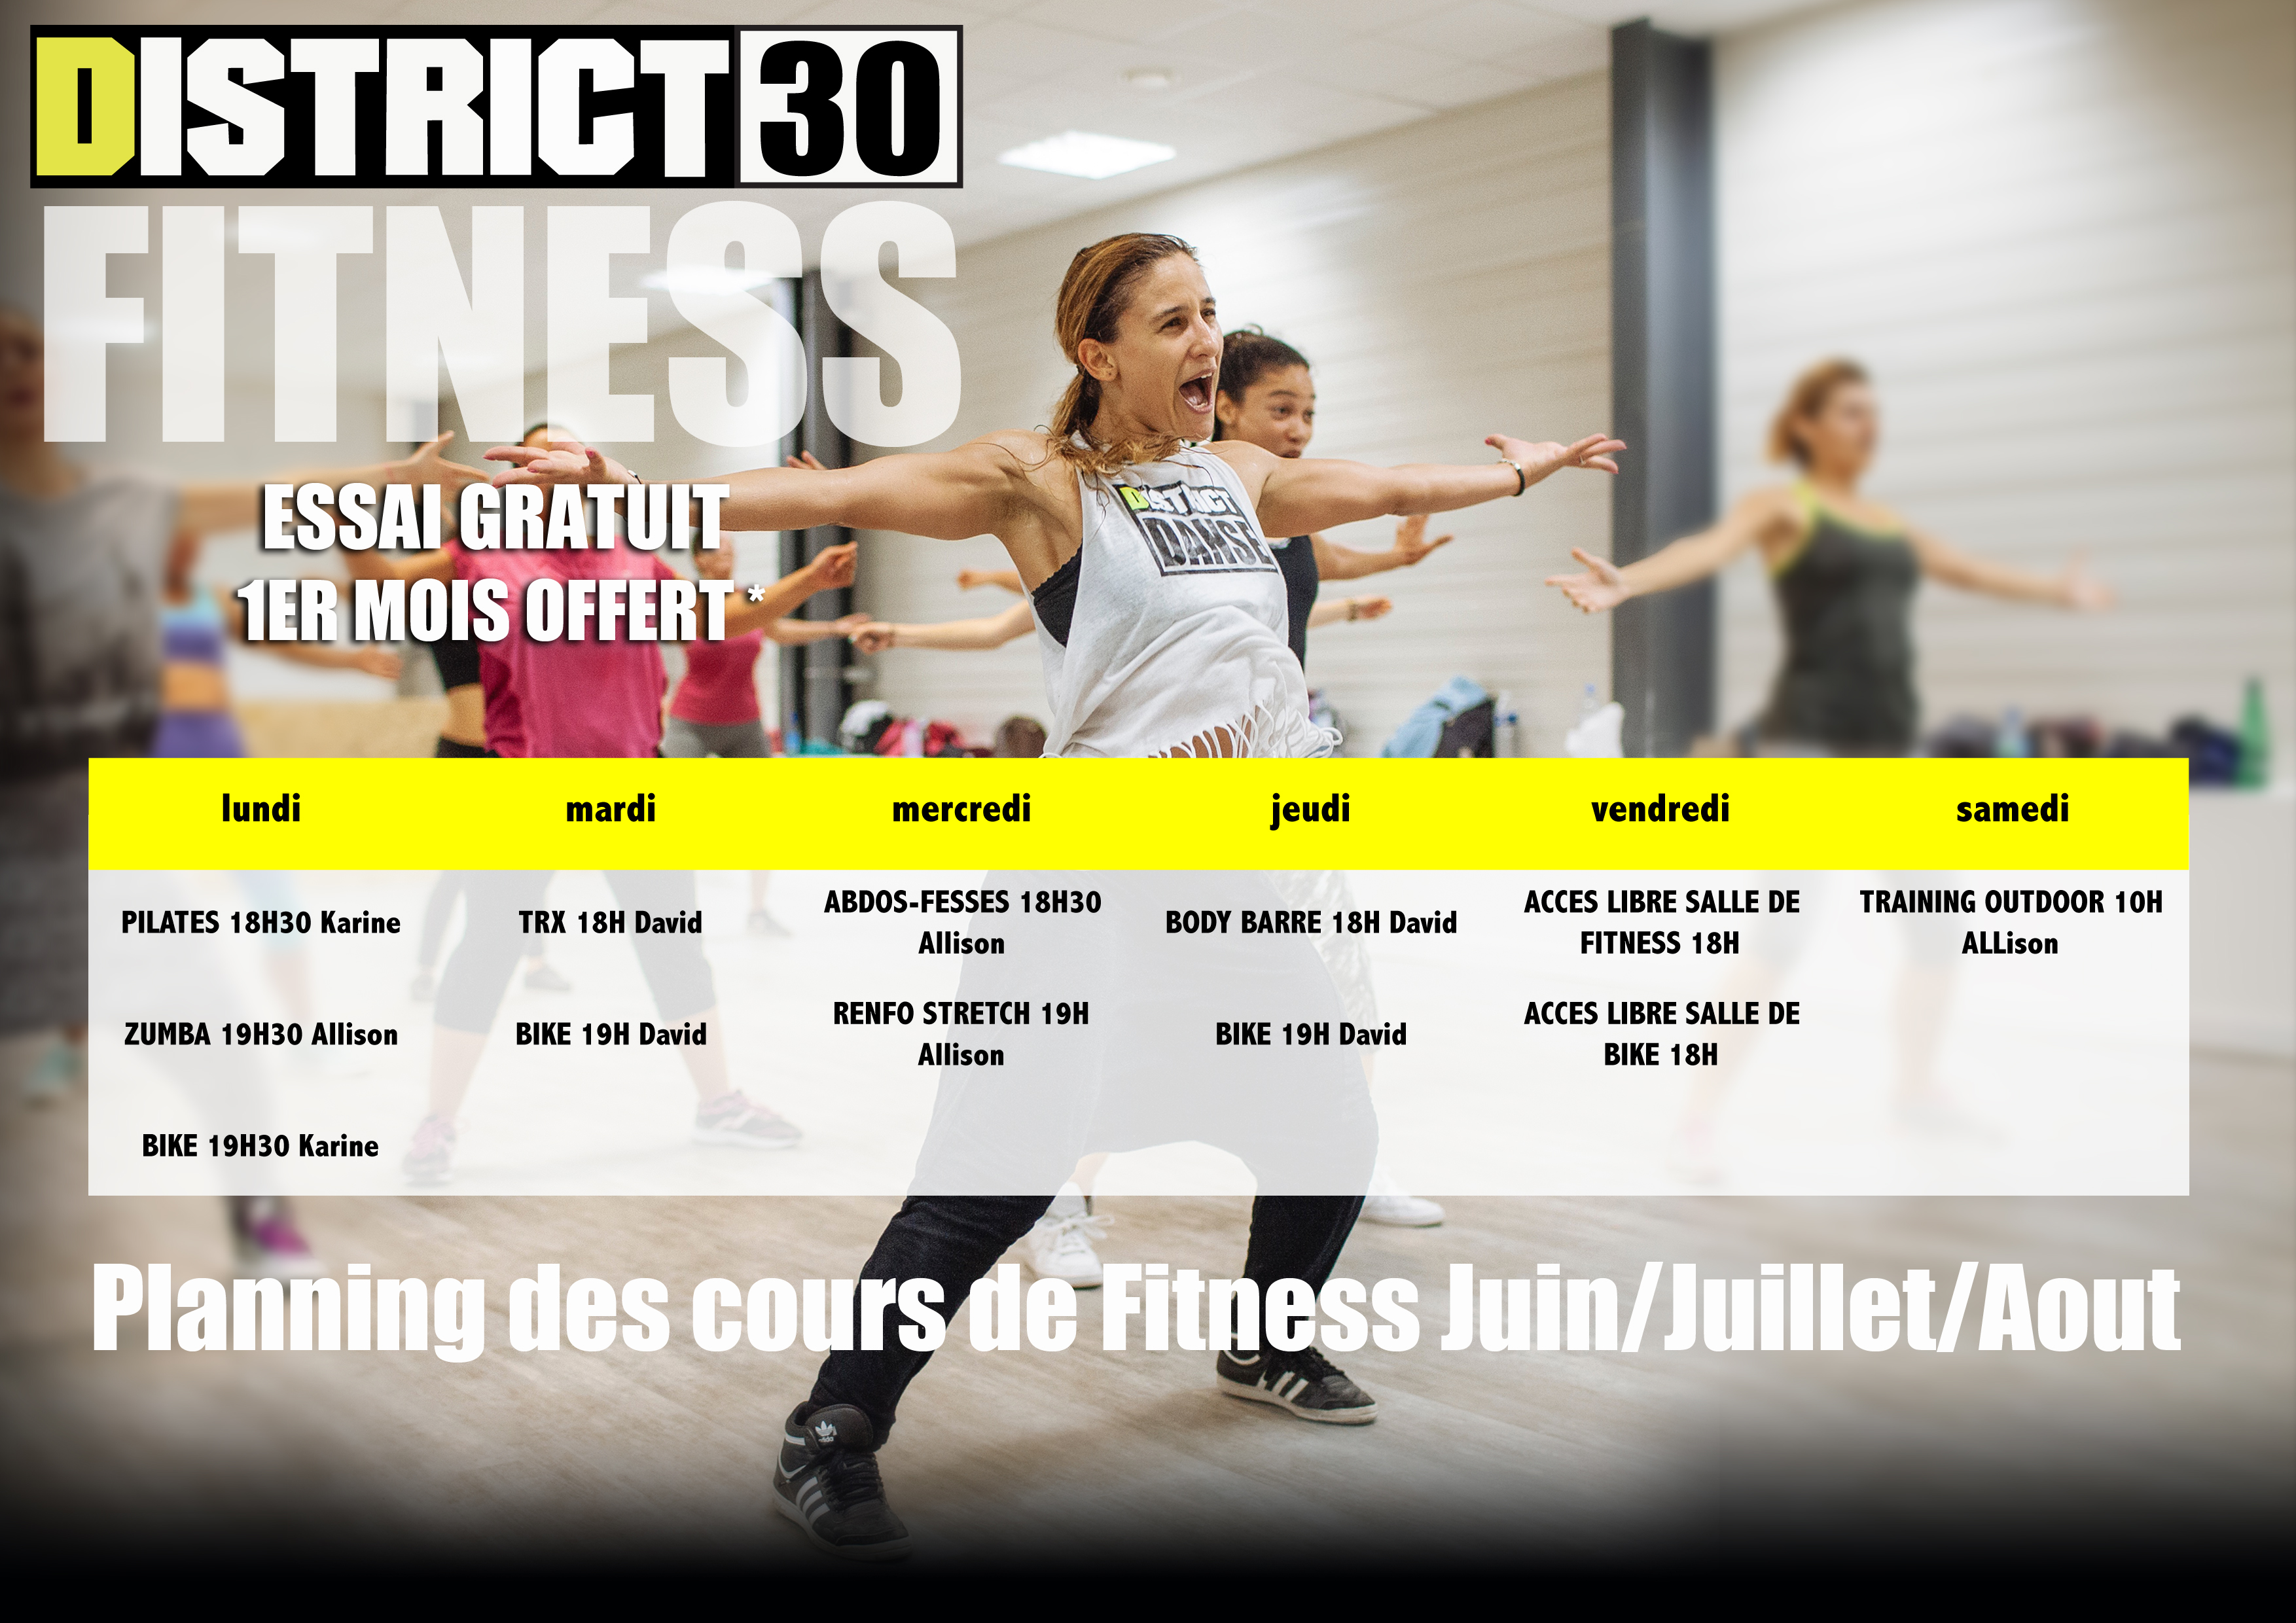 DISTRICT 30
FITNESS
ESSAI GRATUIT
1ER MOIS OFFERT *
DISTRICT
DANSE
lundi mardi mercredi jeudi vendredi samedi
PILATES 18H30 Karine
TRX 18H David
ABDOS-FESSES 18H30
Allison
BODY BARRE 18H David
ACCES LIBRE SALLE DE
FITNESS 18H
TRAINING OUTDOOR 10H
ALLison
ZUMBA 19H30 Allison
BIKE 19H David
RENFO STRETCH 19H
Allison
BIKE 19H David
ACCES LIBRE SALLE DE
BIKE 18H
BIKE 19H30 Karine
Planning des cours de Fitness Juin/Juillet/Aout